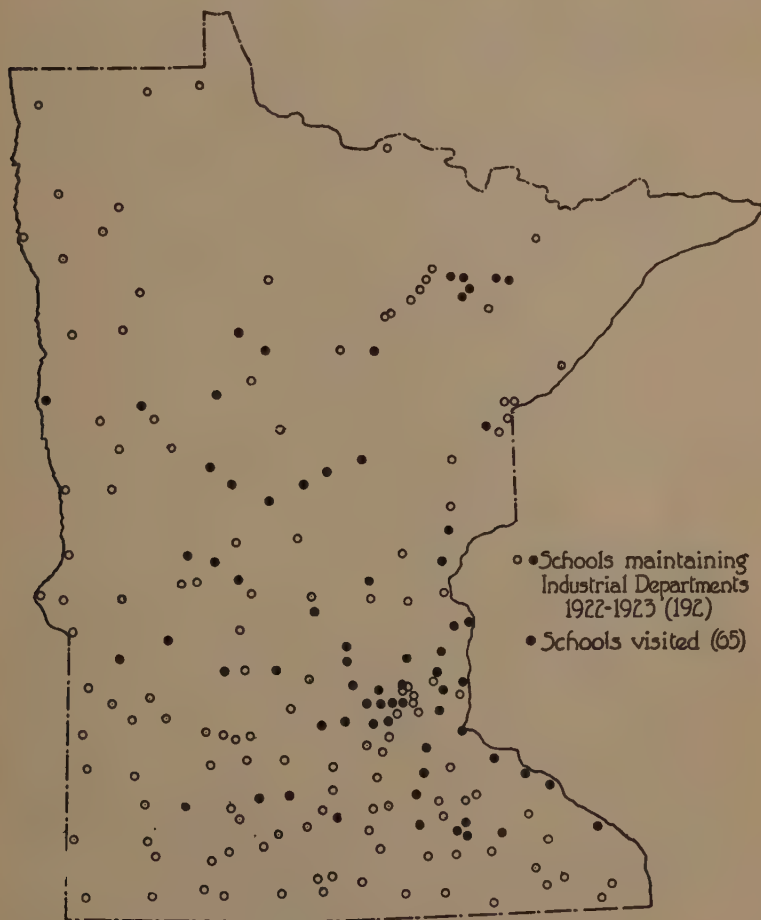 Schools maintaining
Industrial Departments
1922-1923 (192)
Schools visited (65)